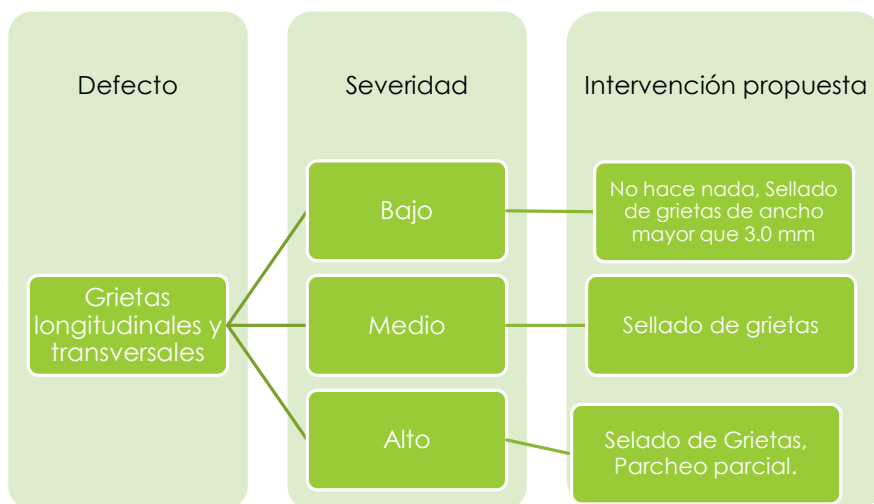 Defecto
Severidad
Intervención propuesta
Grietas
longitudinales y
transversales
Bajo
No hace nada, Sellado
de grietas de ancho
mayor que 3.0 mm
Medio
Sellado de grietas
Alto
Selado de Grietas,
Parcheo parcial.